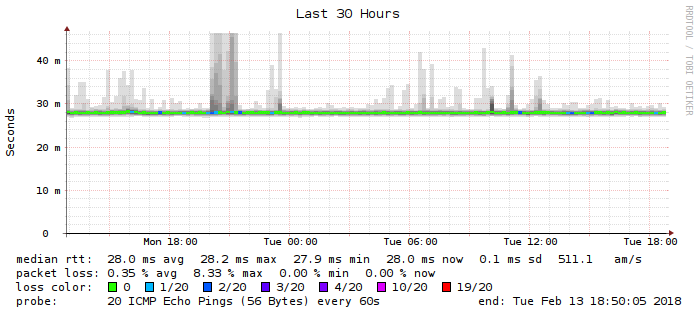 Last 30 Hours
RRDTOOL / TOBI OETIKER
Seconds
40 m
30 m
20 m
10 m
0
Mon 18:00 Tue 00:00 Tue 06:00 Tue 12:00 Tue 18:00
median rtt: 28.0 ms avg 28.2 ms max 27.9 ms min 28.0 ms now 0.1 ms sd 511.1 am/s
packet loss: 0.35 % avg 8.33 % max 0.00 % min 0.00 % now
loss color: 0 1/20 2/20 3/20 4/20 10/20 19/20
probe: 20 ICMP Echo Pings (56 Bytes) every 60s end: Tue Feb 13 18:50:05 2018